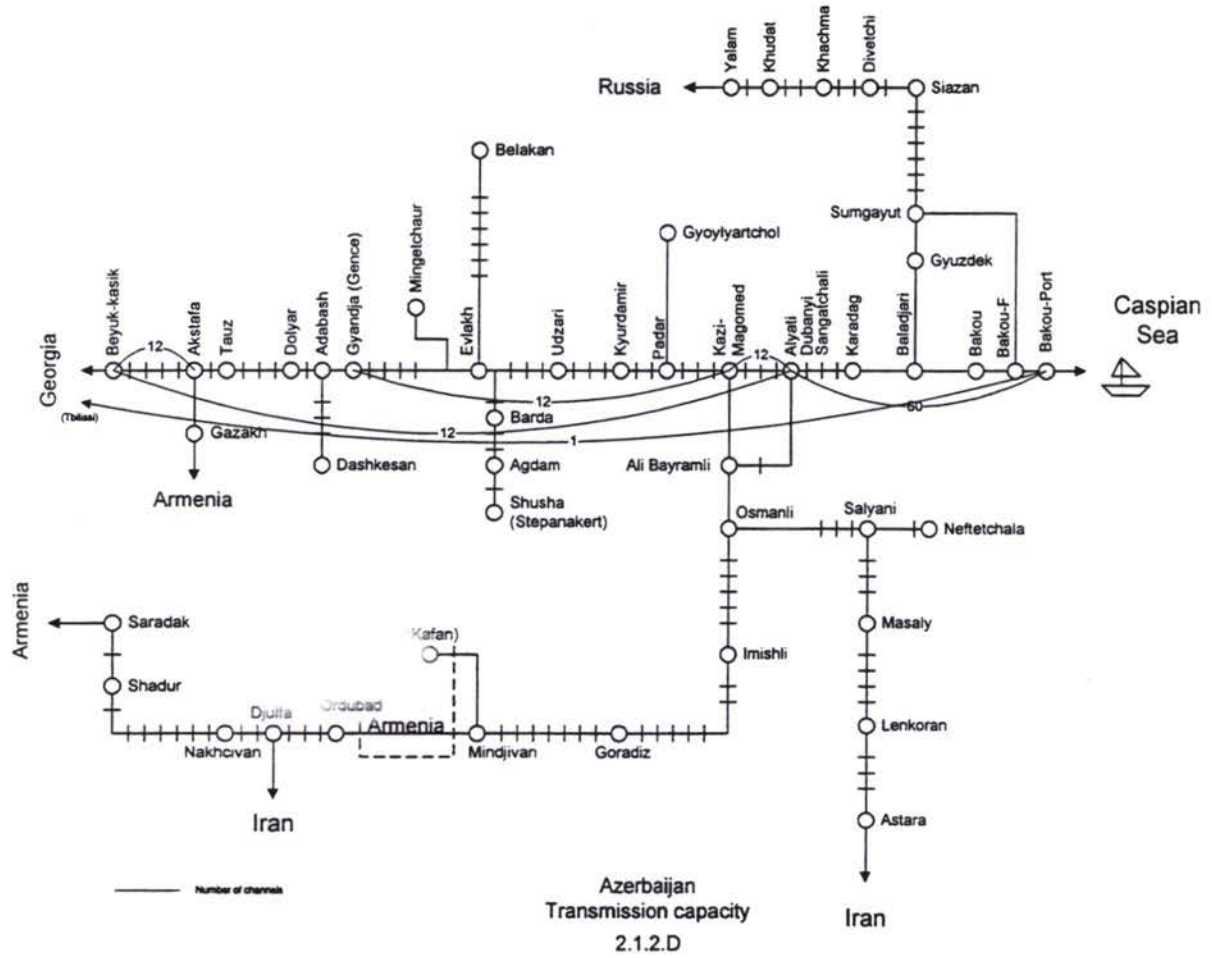 Yalam
Khudat
Khachma
Divetchi
Russia
Siazan
Belakan
Sumgayut
Gyoylyartchol
Gyuzdek
Beyuk-kasik
Akstafa
Tauz
Dolyar
Adabash
Gyandja (Gence)
Mingetchaur
Evlakh
Udzari
Kyurdamir
Padar
Kazi-
Magomed
Alyati
Dubanyi
Sangatchali
Karadag
Baladjari
Bakou
Bakou-F
Bakou-Port
Caspian
Sea
Georgia
(Tbilissi)
12
12
12
12
60
1
Gazakh
Armenia
Dashkesan
Barda
Agdam
Shusha
(Stepanakert)
Ali Bayramli
Osmanli
Salyani
Neftetchala
Armenia
Saradak
Shadur
Kafan)
Imishli
Masaly
Nakhcivan
Djulfa
Ordubad
Armenia
Mindjivan
Goradiz
Lenkoran
Iran
Astara
Number of channels
Azerbaijan
Transmission capacity
2.1.2.D
Iran